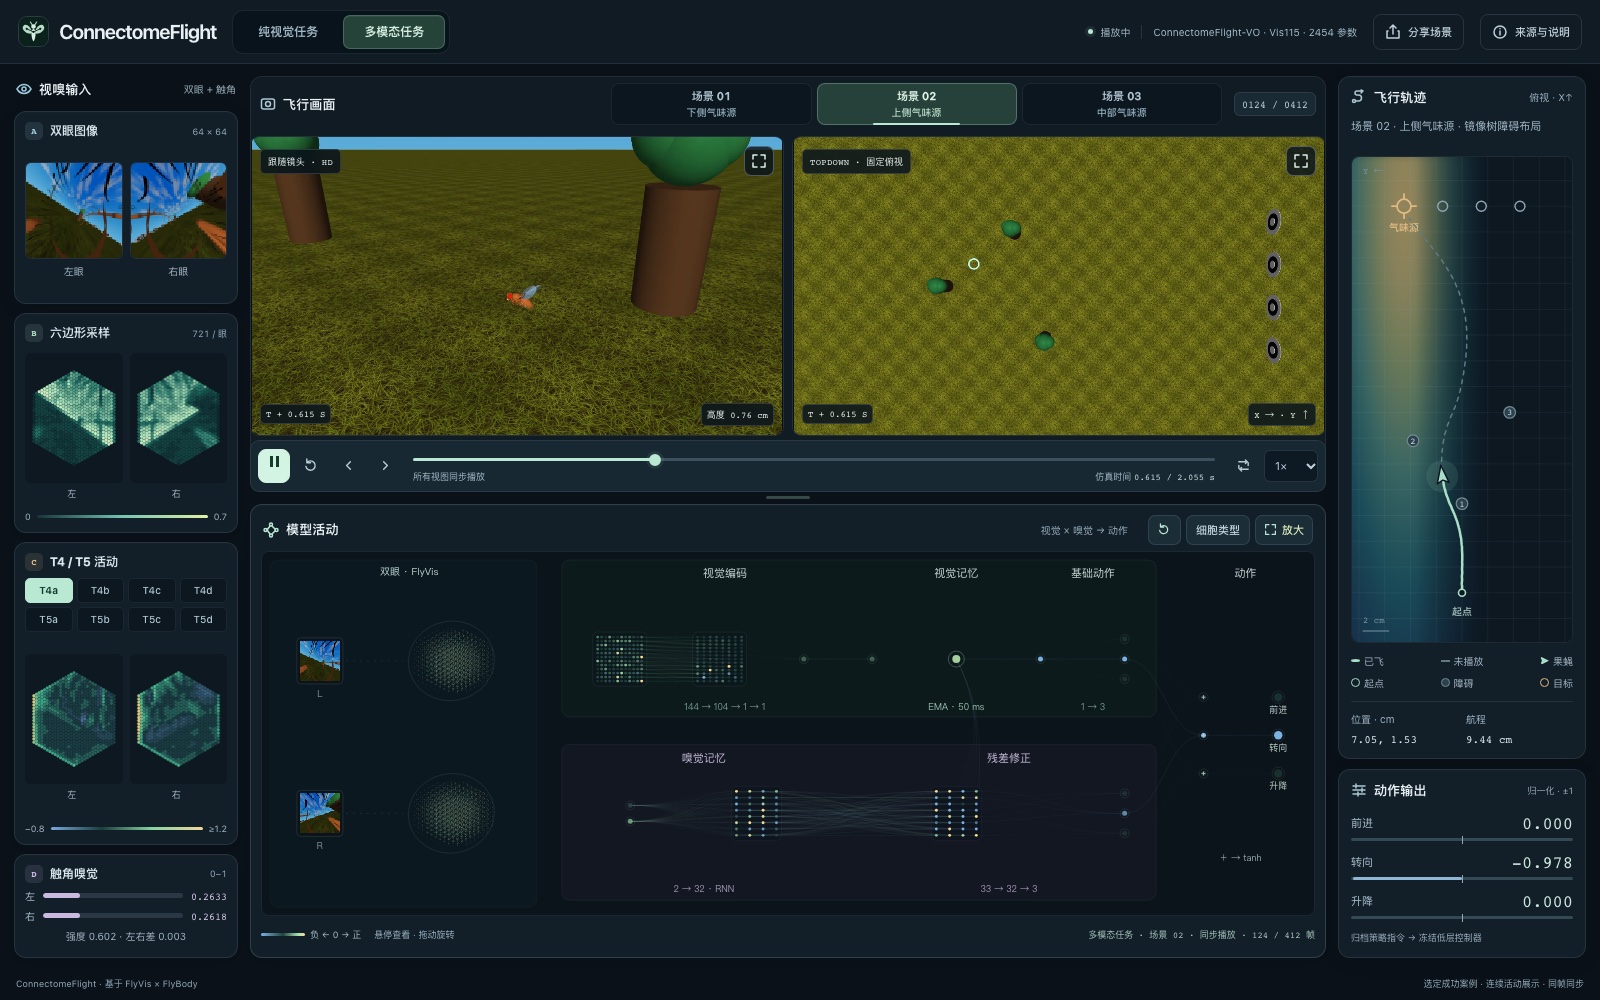 ConnectomeFlight
纯视觉任务
多模态任务
播放中
ConnectomeFlight-VO · Vis115 · 2454 参数
分享场景
来源与说明
视嗅输入
双眼 + 触角
A 双眼图像 64 × 64
左眼
右眼
B 六边形采样 721 / 眼
左
右
0
0.7
C T4 / T5 活动
T4a T4b T4c T4d
T5a T5b T5c T5d
左
右
−0.8
≥1.2
D 触角嗅觉 0–1
左 0.2633
右 0.2618
强度 0.602 · 左右差 0.003
飞行画面
场景 01
下侧气味源
场景 02
上侧气味源
场景 03
中部气味源
0124 / 0412
跟随镜头 · HD
T + 0.615 S
高度 0.76 cm
TOPDOWN · 固定俯视
T + 0.615 S
X → · Y ↑
所有视图同步播放
仿真时间 0.615 / 2.055 s
1×
模型活动
视觉 × 嗅觉 → 动作
细胞类型
放大
双眼 · FlyVis
L
R
视觉编码
视觉记忆
基础动作
动作
144 → 104 → 1 → 1
EMA · 50 ms
1 → 3
嗅觉记忆
残差修正
2 → 32 · RNN
33 → 32 → 3
前进
转向
升降
+ → tanh
负 ← 0 → 正
悬停查看 · 拖动旋转
多模态任务 · 场景 02 · 同步播放 · 124 / 412 帧
飞行轨迹
俯视 · X↑
场景 02 · 上侧气味源 · 镜像树障碍布局
Y ←
气味源
3
2
1
起点
2 cm
已飞
未播放
果蝇
起点
障碍
目标
位置 · cm
航程
7.05, 1.53
9.44 cm
动作输出
归一化 · ±1
前进 0.000
转向 −0.978
升降 0.000
归档策略指令 → 冻结低层控制器
ConnectomeFlight · 基于 FlyVis × FlyBody
选定成功案例 · 连续活动展示 · 同帧同步